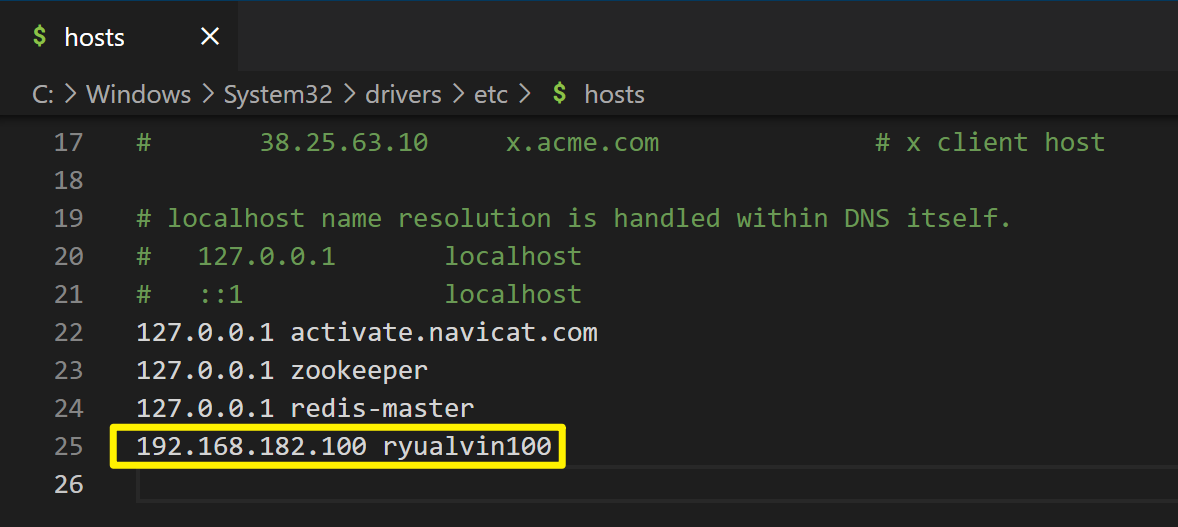 $ hosts ×
C: > Windows > System32 > drivers > etc > $ hosts
17 # 38.25.63.10 x.acme.com # x client host
18
19 # localhost name resolution is handled within DNS itself.
20 # 127.0.0.1 localhost
21 # ::1 localhost
22 127.0.0.1 activate.navicat.com
23 127.0.0.1 zookeeper
24 127.0.0.1 redis-master
25 192.168.182.100 ryualvin100
26